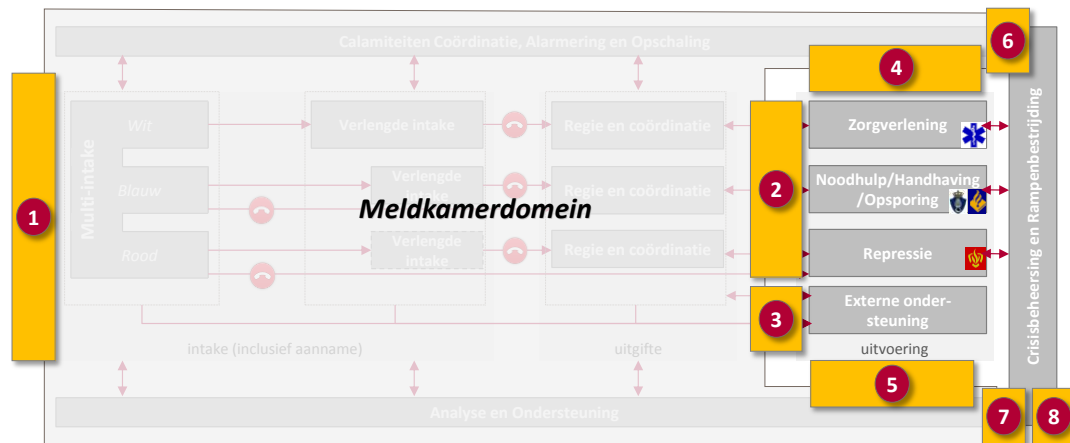 6
Calamiteiten Coördinatie, Alarmering en Opschaling
4
Wit
Verlengde intake
Regie en coördinatie
Zorgverlening
Multi-intake
Blauw
Verlengde
intake
Regie en coördinatie
2
Noodhulp/Handhaving
/Opsporing
1
Meldkamerdomein
Rood
Verlengde
intake
Regie en coördinatie
Repressie
Crisisbeheersing en Rampenbestrijding
3
Externe onder-
steuning
intake (inclusief aanname)
uitgifte
uitvoering
5
Analyse en Ondersteuning
7
8